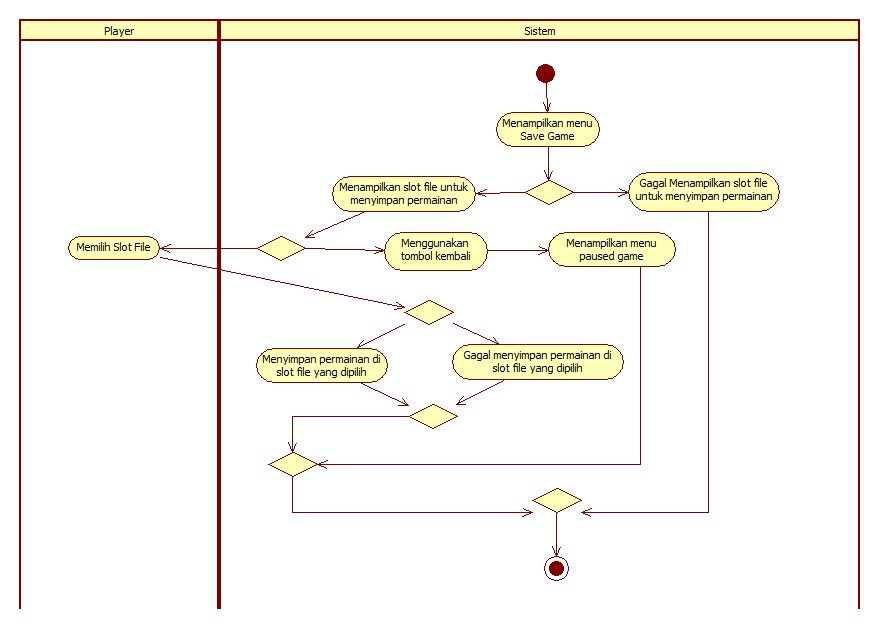 Player
Sistem
Menampilkan menu
Save Game
Menampilkan slot file untuk
menyimpan permainan
Gagal Menampilkan slot file
untuk menyimpan permainan
Memilih Slot File
Menggunakan
tombol kembali
Menampilkan menu
paused game
Menyimpan permainan di
slot file yang dipilih
Gagal menyimpan permainan di
slot file yang dipilih